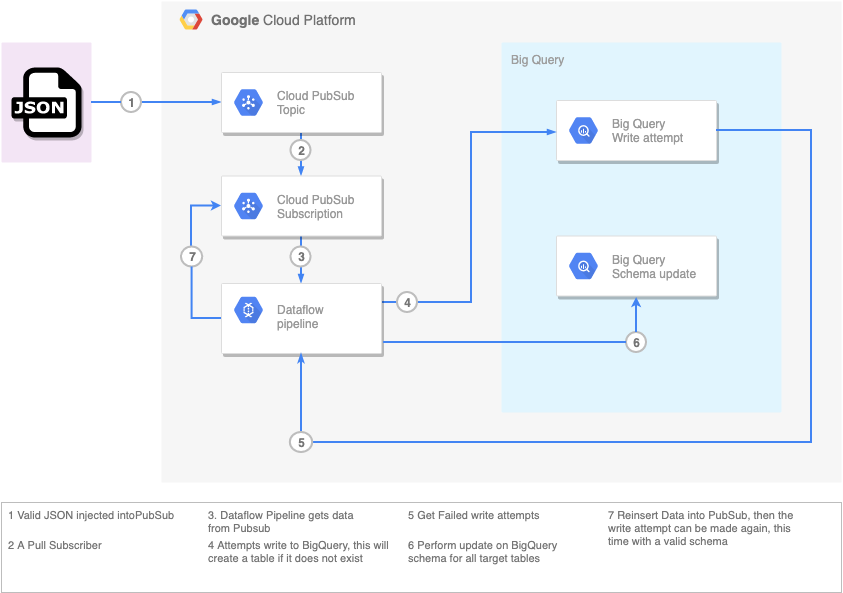 Google Cloud Platform
JSON
1
Cloud PubSub
Topic
2
Cloud PubSub
Subscription
3
7
Dataflow
pipeline
4
Big Query
Big Query
Write attempt
Big Query
Schema update
6
5
1 Valid JSON injected intoPubSub
2 A Pull Subscriber
3. Dataflow Pipeline gets data
from Pubsub
4 Attempts write to BigQuery, this will
create a table if it does not exist
5 Get Failed write attempts
6 Perform update on BigQuery
schema for all target tables
7 Reinsert Data into PubSub, then the
write attempt can be made again, this
time with a valid schema